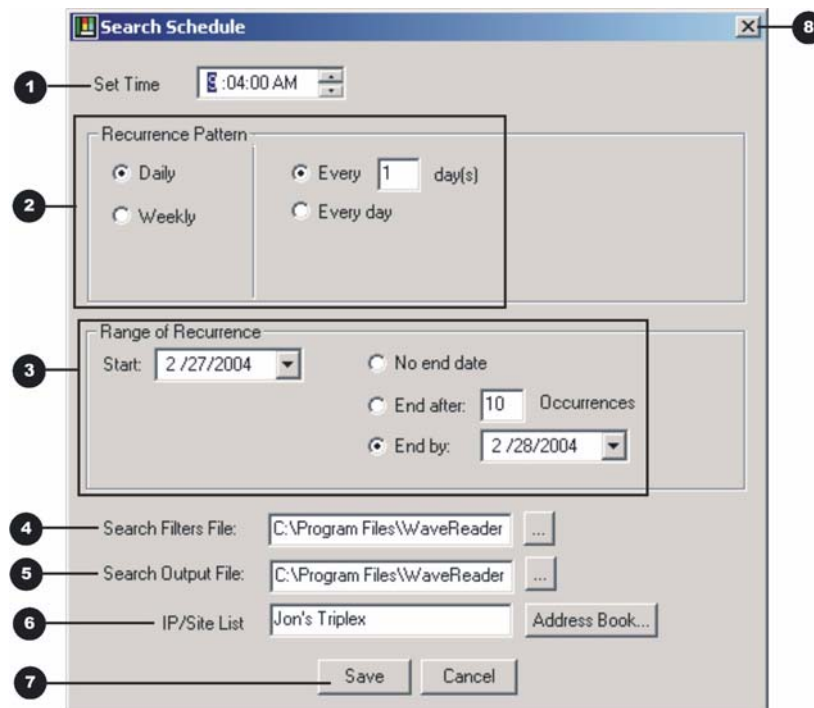 Search Schedule
8
1
Set Time 9 :04:00 AM
Recurrence Pattern
2
Daily
Weekly
Every 1 day(s)
Every day
Range of Recurrence
3
Start: 2 /27/2004
No end date
End after: 10 Occurrences
End by: 2 /28/2004
4
Search Filters File: C:\Program Files\WaveReader ...
5
Search Output File: C:\Program Files\WaveReader ...
6
IP/Site List Jon's Triplex Address Book...
7
Save Cancel